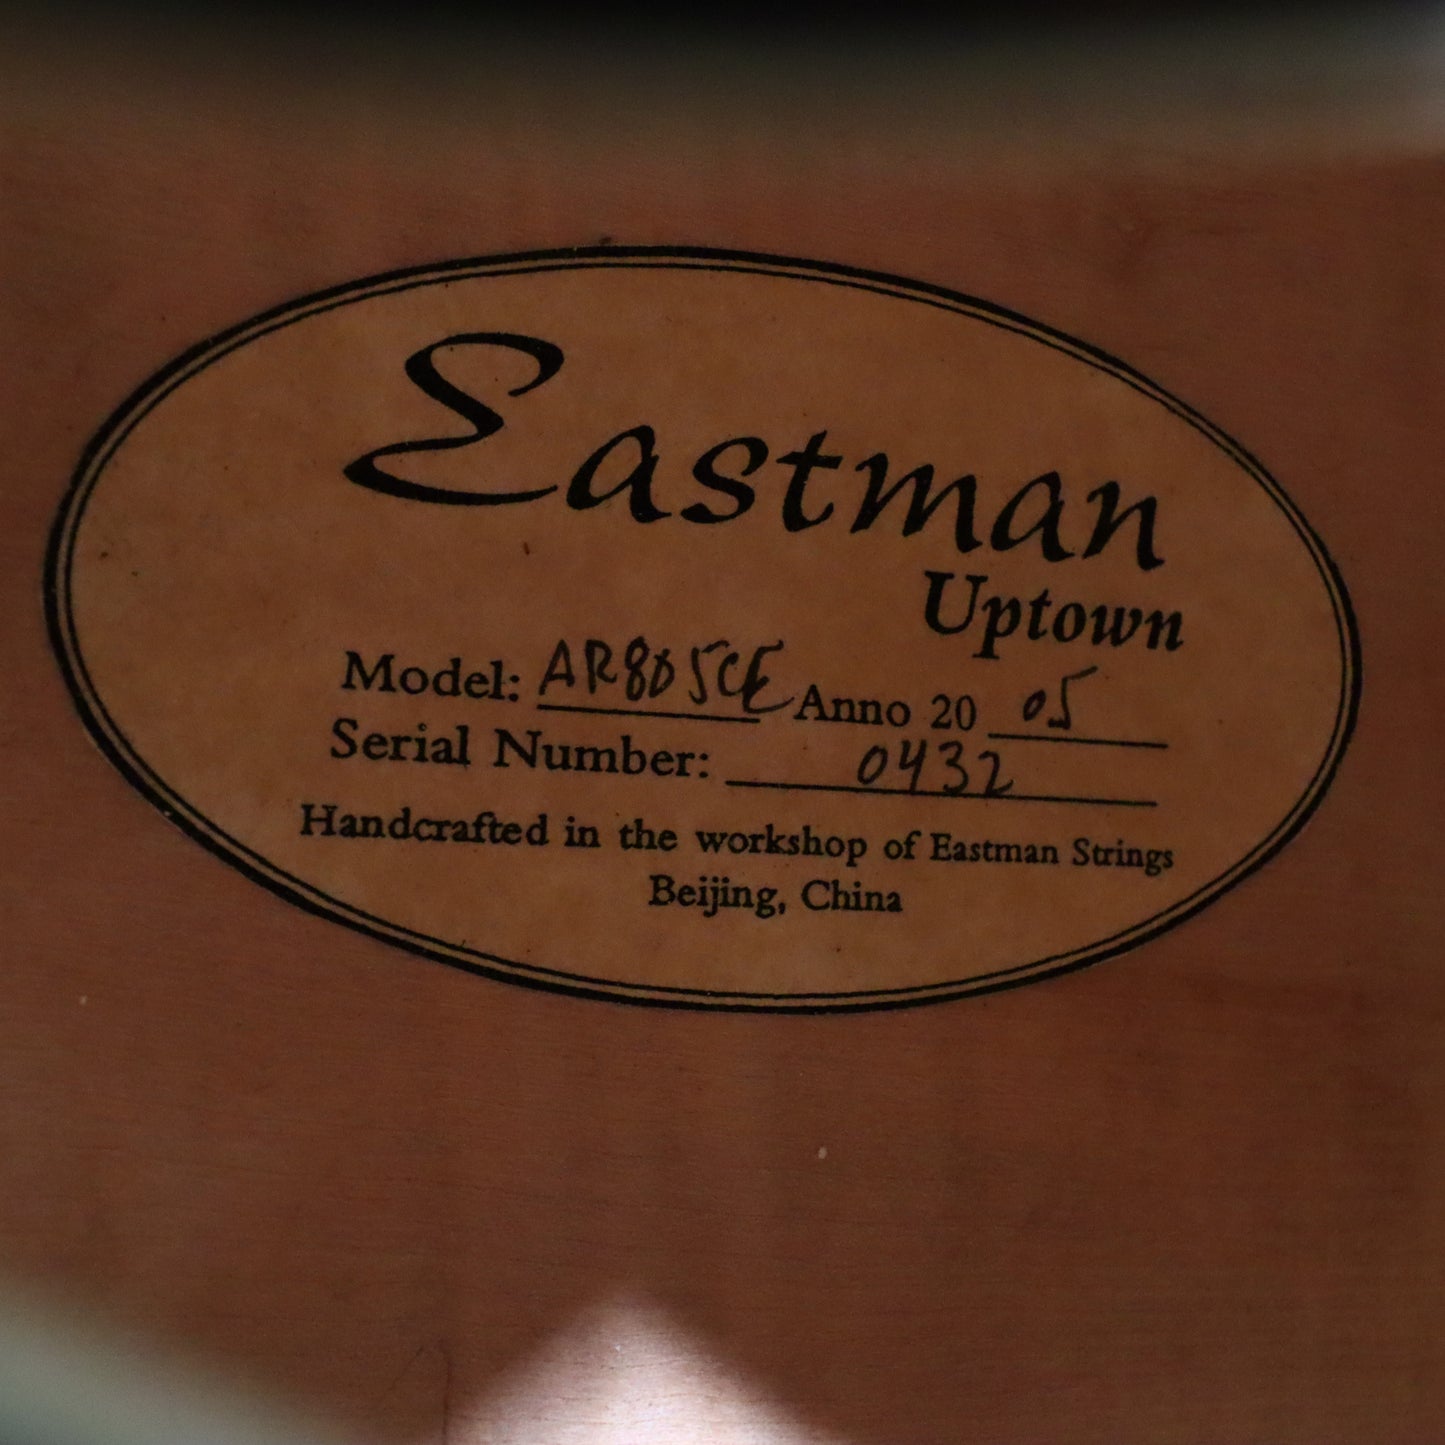 Eastman
Uptown
Model: AR805CE Anno 20 05
Serial Number: 0432
Handcrafted in the workshop of Eastman Strings
Beijing, China